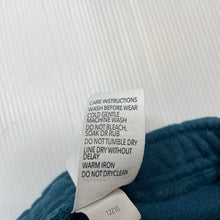 CARE INSTRUCTIONS
WASH BEFORE WEAR
COLD GENTLE
MACHINE WASH
DO NOT BLEACH,
SOAK OR RUB
DO NOT TUMBLE DRY
LINE DRY WITHOUT
DELAY
WARM IRON
DO NOT DRYCLEAN